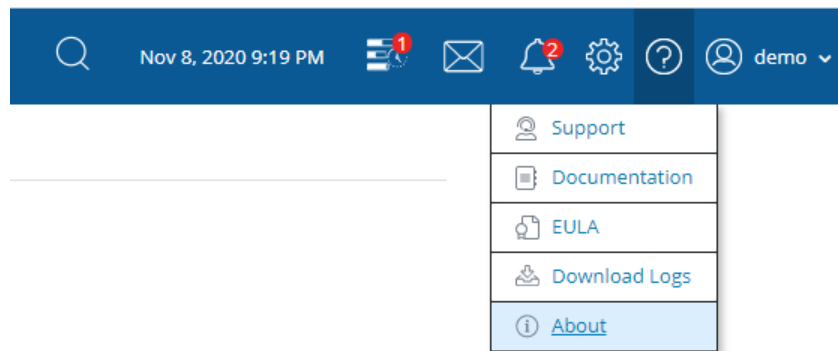 Nov 8, 2020 9:19 PM 1 2 demo
Support
Documentation
EULA
Download Logs
About